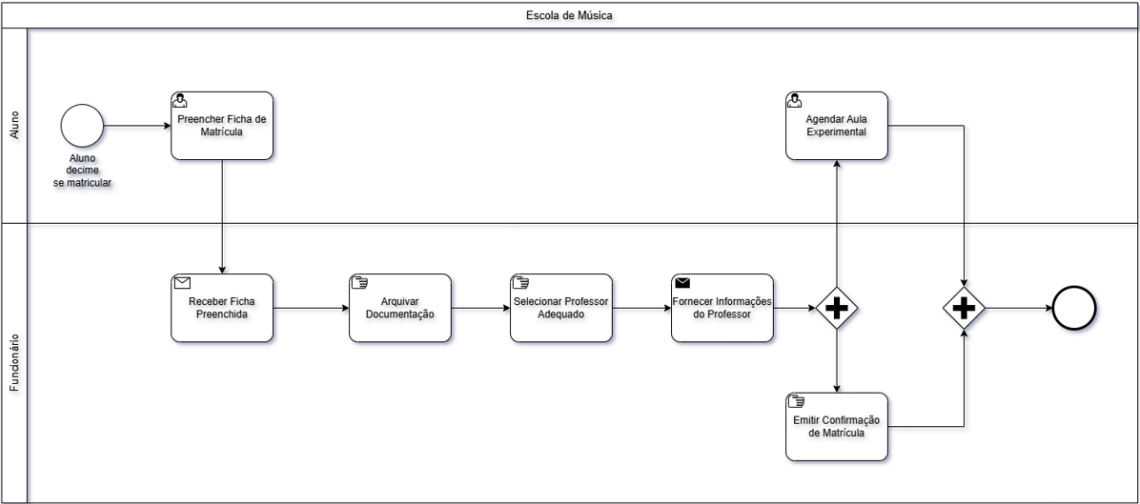 Escola de Música
Aluno
Aluno
decime
se matricular
Preencher Ficha de
Matrícula
Agendar Aula
Experimental
Funcionário
Receber Ficha
Preenchida
Arquivar
Documentação
Selecionar Professor
Adequado
Fornecer Informações
do Professor
Emitir Confirmação
de Matrícula